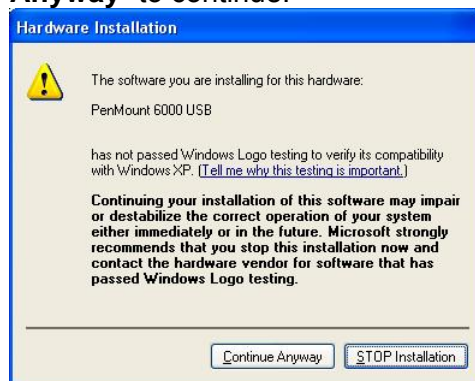 Anyway" to continue.
Hardware Installation
The software you are installing for this hardware:
PenMount 6000 USB
has not passed Windows Logo testing to verify its compatibility
with Windows XP. (Tell me why this testing is important.)
Continuing your installation of this software may impair
or destabilize the correct operation of your system
either immediately or in the future. Microsoft strongly
recommends that you stop this installation now and
contact the hardware vendor for software that has
passed Windows Logo testing.
Continue Anyway
STOP Installation